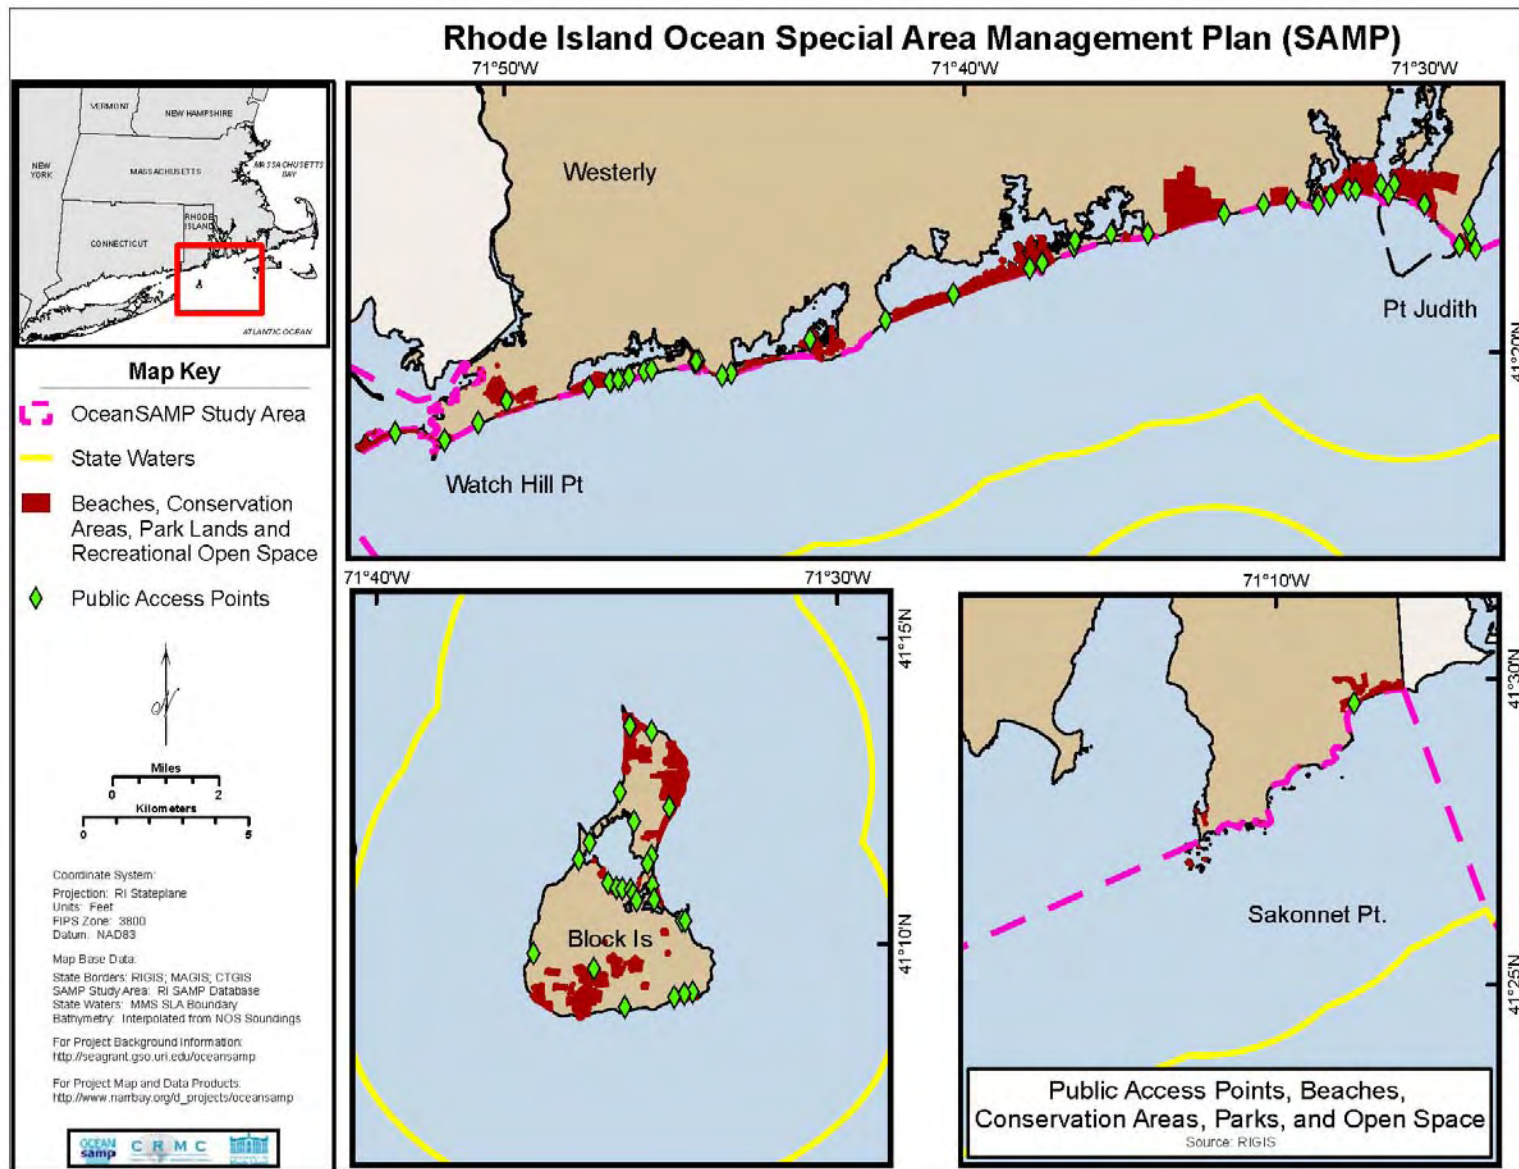 Rhode Island Ocean Special Area Management Plan (SAMP)
VERMONT
NEW HAMPSHIRE
NEW
YORK
MASSACHUSETTS
MASSACHUSETTS
BAY
RHODE
ISLAND
CONNECTICUT
ATLANTIC OCEAN
Map Key
OceanSAMP Study Area
State Waters
Beaches, Conservation
Areas, Park Lands and
Recreational Open Space
Public Access Points
N
Miles
0 2
Kilometers
0 5
Coordinate System:
Projection: RI Stateplane
Units: Feet
FIPS Zone: 3800
Datum: NAD83
Map Base Data:
State Borders: RIGIS; MAGIS; CTGIS
SAMP Study Area: RI SAMP Database
State Waters: MMS SLA Boundary
Bathymetry: Interpolated from NOS Soundings
For Project Background Information:
http://seagrant.gso.uri.edu/oceansamp
For Project Map and Data Products:
http://www.narrbay.org/d_projects/oceansamp
OCEAN
samp
CRMC
71°50'W
71°40'W
71°30'W
Westerly
Pt Judith
41°20'N
Watch Hill Pt
71°40'W
71°30'W
41°15'N
Block Is
41°10'N
71°10'W
41°30'N
Sakonnet Pt.
41°25'N
Public Access Points, Beaches,
Conservation Areas, Parks, and Open Space
Source: RIGIS